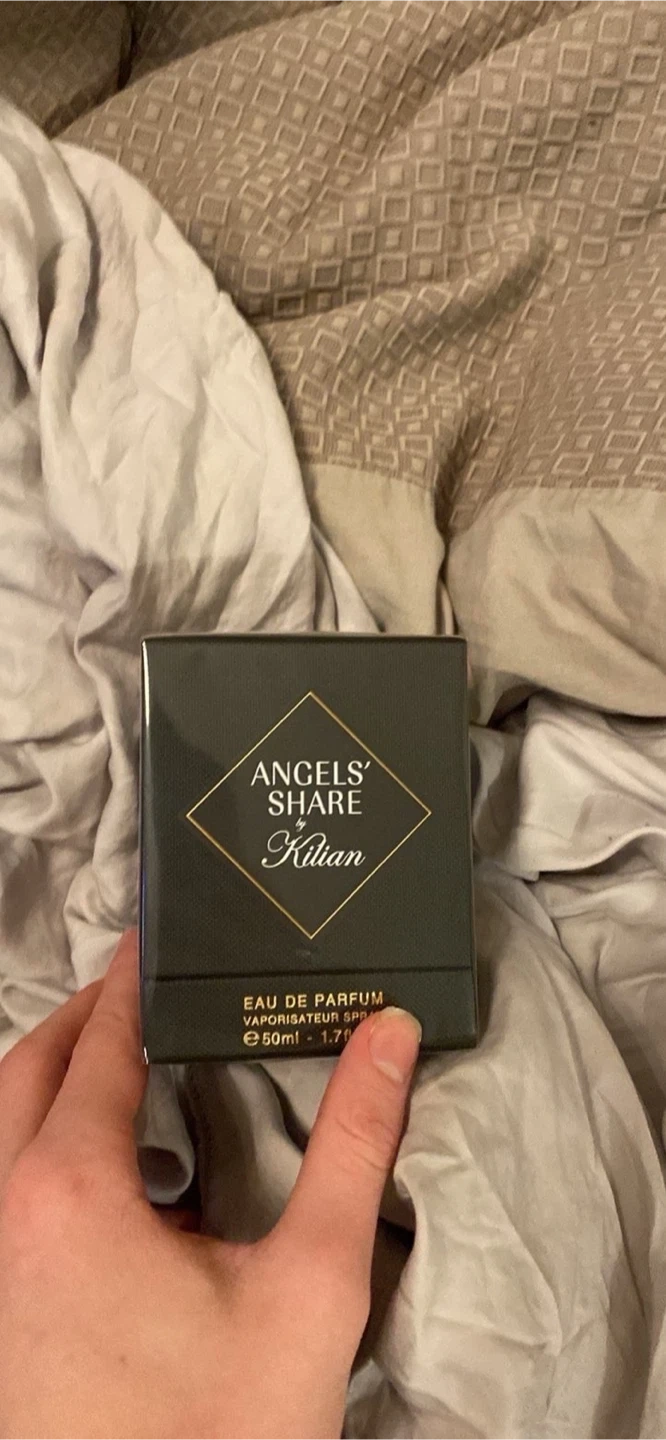 ANGELS'
SHARE
by
Kilian
EAU DE PARFUM
VAPORISATEUR
℮50ml - 1.7